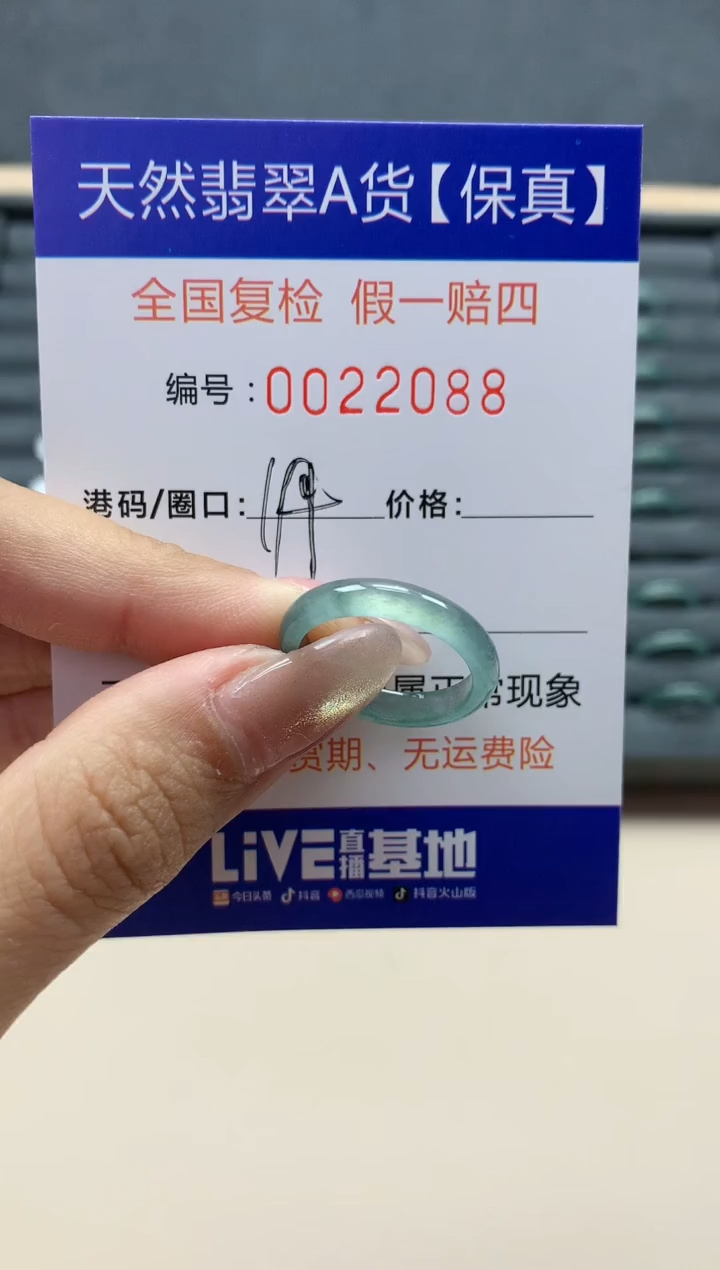 天然翡翠A货【保真】
全国复检 假一赔四
编号:0022088
港码/圈口: 价格:
属正常现象
货期、无运费险
LiVE直播基地
今日头条 抖音 西瓜视频 抖音火山版